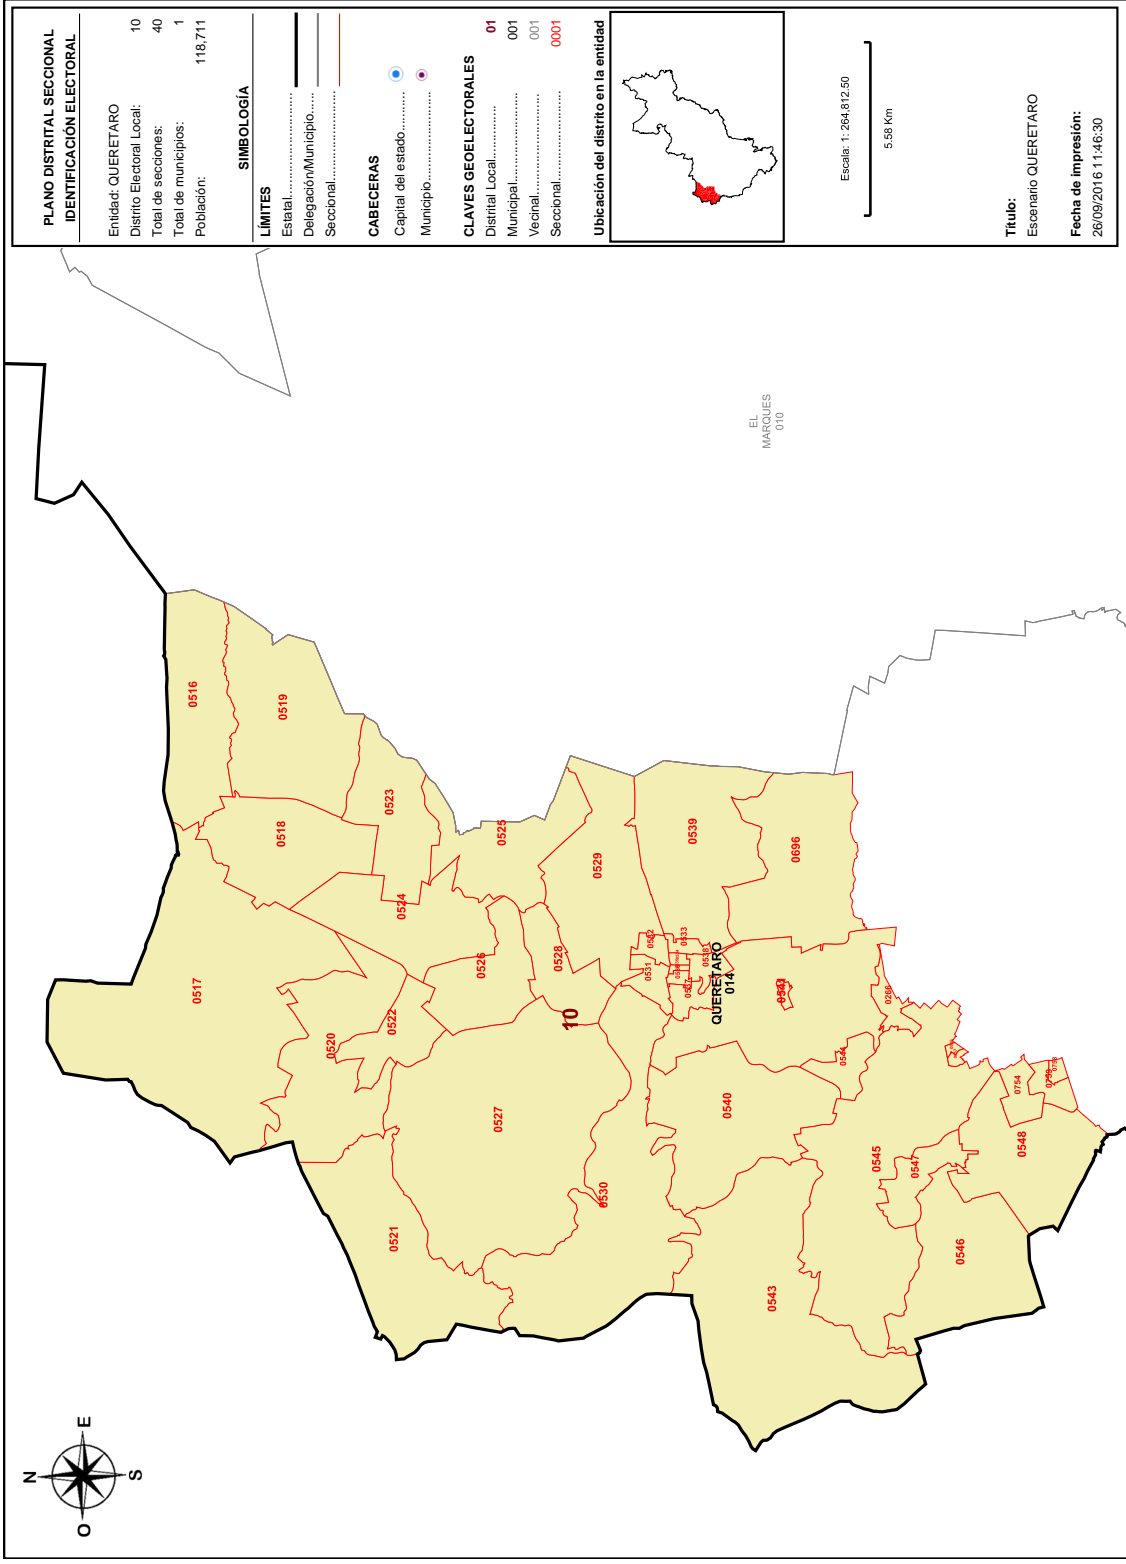 PLANO DISTRITAL SECCIONAL
IDENTIFICACIÓN ELECTORAL
Entidad: QUERETARO
Distrito Electoral Local: 10
Total de secciones: 40
Total de municipios: 1
Población: 118,711
SIMBOLOGÍA
LÍMITES
Estatal
Delegación/Municipio
Seccional
CABECERAS
Capital del estado
Municipio
CLAVES GEOELECTORALES
Distrital Local 01
Municipal 001
Vecinal 001
Seccional 0001
Ubicación del distrito en la entidad
Escala: 1: 264,812.50
5.58 Km
Título:
Escenario QUERETARO
Fecha de impresión:
26/09/2016 11:46:30
N
E
S
O
EL
MARQUES
010
0516
0519
0517
0518
0523
0524
0525
0520
0522
0526
0521
0527
0528
0529
10
0530
0531
0532
0533
0539
0537
0538
QUERETARO
014
0696
0540
0541
0543
0544
0266
0545
0547
0546
0548
0754
0759